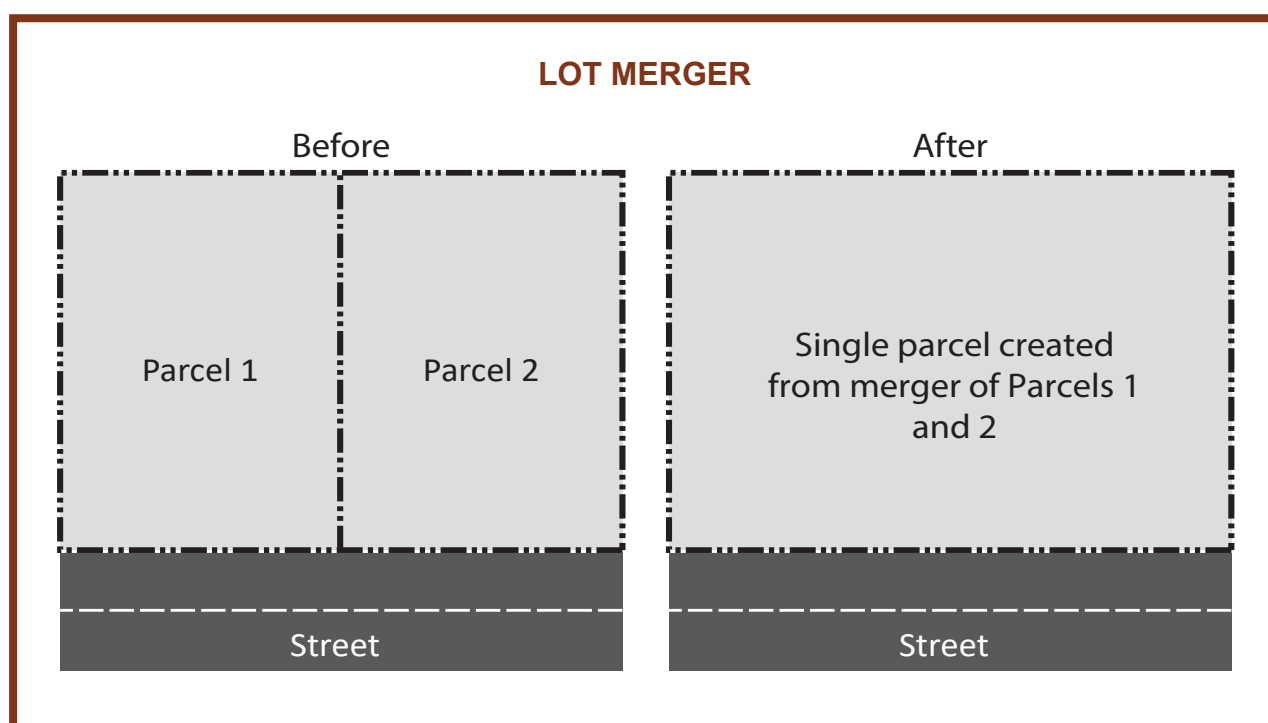 LOT MERGER
Before
After
Parcel 1
Parcel 2
Single parcel created
from merger of Parcels 1
and 2
Street
Street